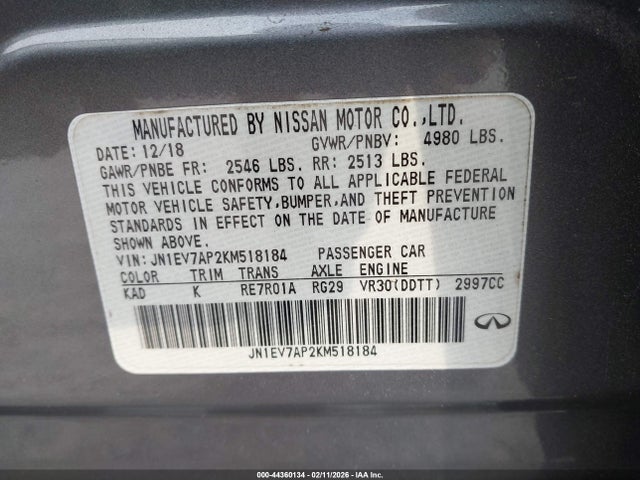 MANUFACTURED BY NISSAN MOTOR CO.,LTD.
DATE: 12/18 GVWR/PNBV: 4980 LBS.
GAWR/PNBE FR: 2546 LBS. RR: 2513 LBS.
THIS VEHICLE CONFORMS TO ALL APPLICABLE FEDERAL
MOTOR VEHICLE SAFETY,BUMPER,AND THEFT PREVENTION
STANDARDS IN EFFECT ON THE DATE OF MANUFACTURE
SHOWN ABOVE.
VIN: JN1EV7AP2KM518184 PASSENGER CAR
COLOR TRIM TRANS AXLE ENGINE
KAD K RE7R01A RG29 VR30(DDTT) 2997CC
JN1EV7AP2KM518184
000-44360134 - 02/11/2026 - IAA Inc.